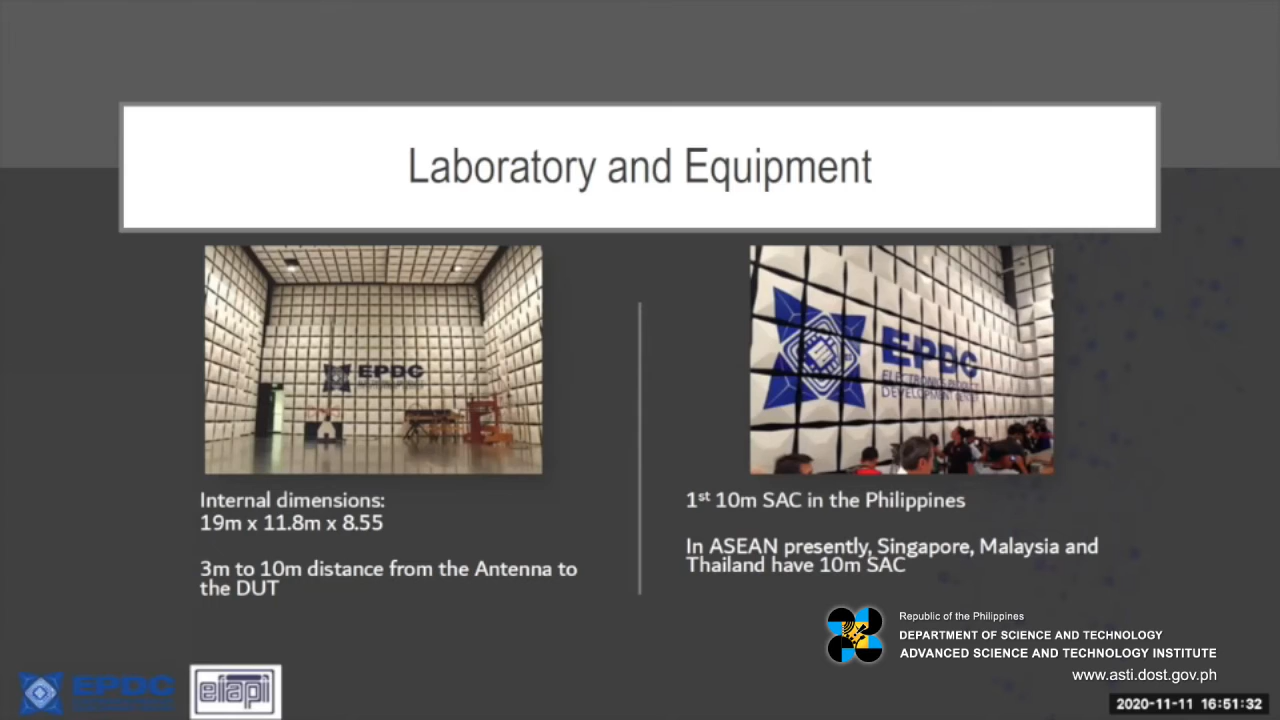 Laboratory and Equipment
EPDC
EPDC
ELECTRONICS PRODUCT
DEVELOPMENT CENTER
Internal dimensions:
19m x 11.8m x 8.55
3m to 10m distance from the Antenna to
the DUT
1st 10m SAC in the Philippines
In ASEAN presently, Singapore, Malaysia and
Thailand have 10m SAC
Republic of the Philippines
DEPARTMENT OF SCIENCE AND TECHNOLOGY
ADVANCED SCIENCE AND TECHNOLOGY INSTITUTE
www.asti.dost.gov.ph
EPDC
eiapi
2020-11-11 16:51:32